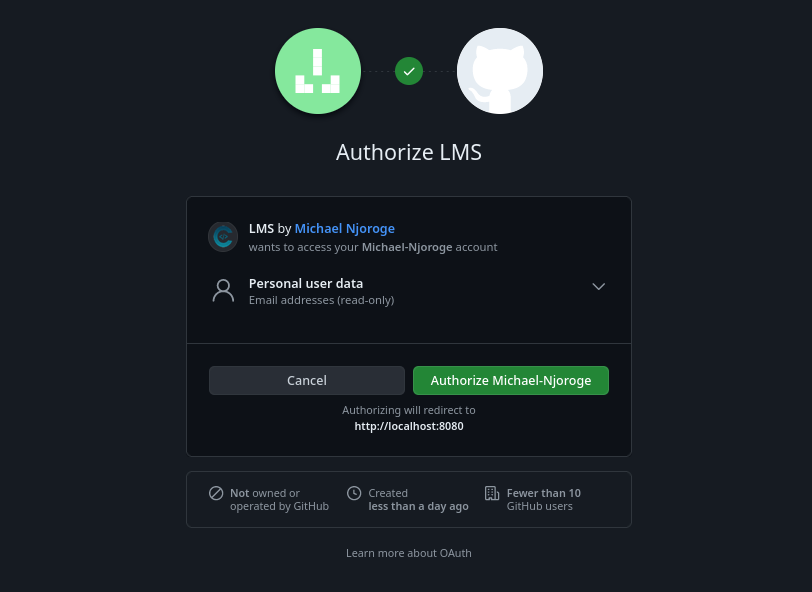 Authorize LMS
LMS by Michael Njoroge
wants to access your Michael-Njoroge account
Personal user data
Email addresses (read-only)
Cancel
Authorize Michael-Njoroge
Authorizing will redirect to
http://localhost:8080
Not owned or
operated by GitHub
Created
less than a day ago
Fewer than 10
GitHub users
Learn more about OAuth